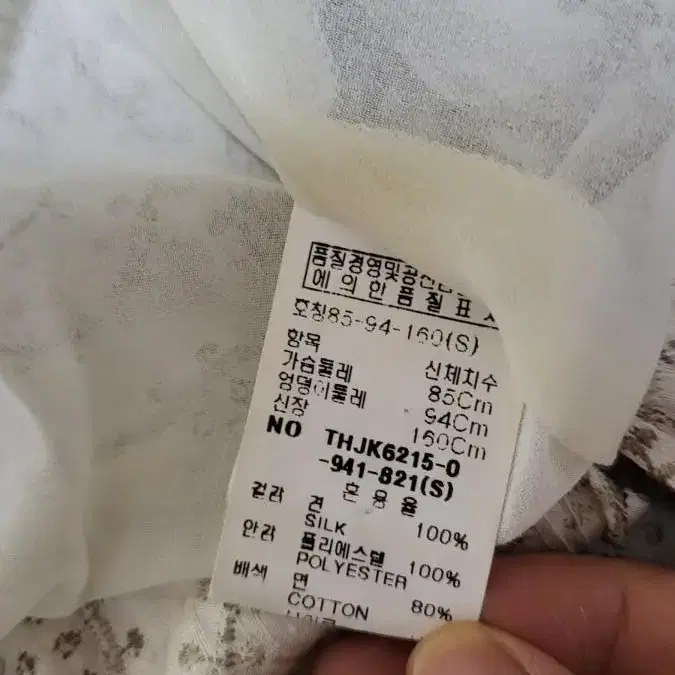 품질경영및공산품
에 의 한 품 질 표 시
호칭85-94-160(S)
항목 신체치수
가슴둘레 85Cm
엉덩이둘레 94Cm
신장 160Cm
NO THJK6215-0
-941-821(S)
혼 용 율
겉감 견
SILK 100%
안감 폴리에스텔
POLYESTER 100%
배색 면
COTTON 80%